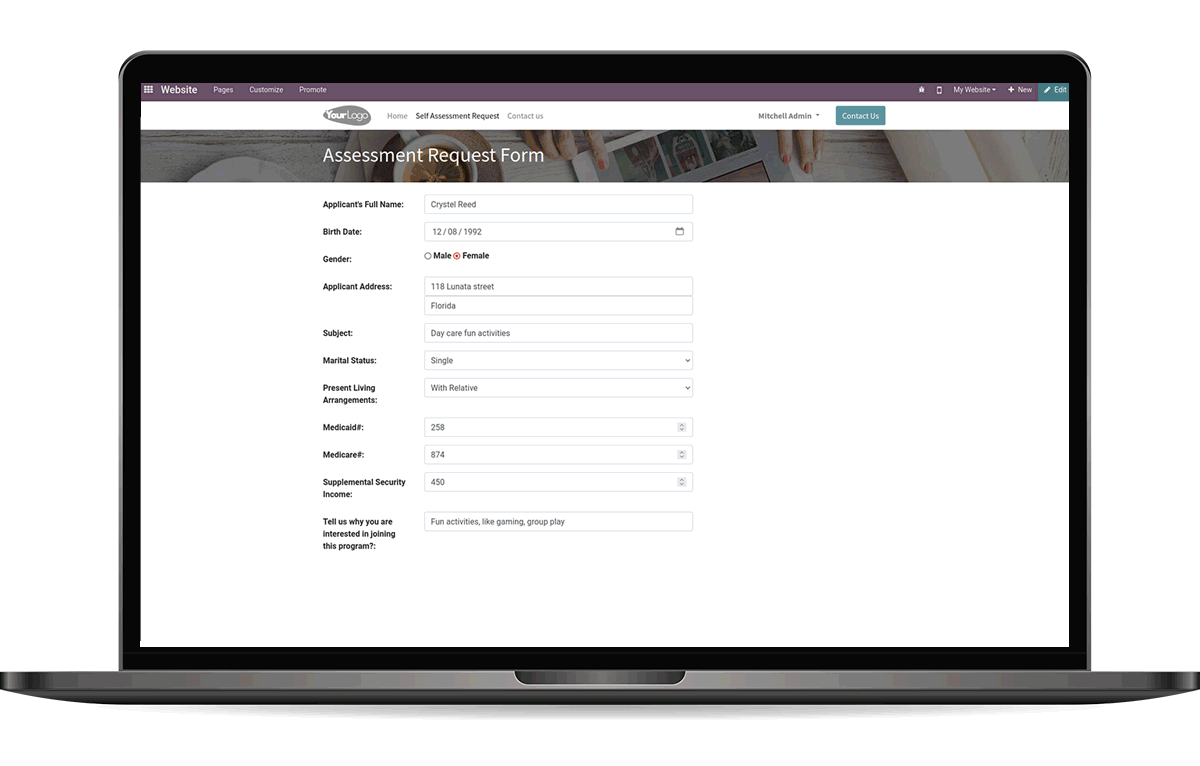 Website Pages Customize Promote My Website New Edit
YourLogo Home Self Assessment Request Contact us Mitchell Admin Contact Us
Assessment Request Form
Applicant's Full Name: Crystel Reed
Birth Date: 12 / 08 / 1992
Gender: Male Female
Applicant Address: 118 Lunata street
Florida
Subject: Day care fun activities
Marital Status: Single
Present Living With Relative
Arrangements:
Medicaid#: 258
Medicare#: 874
Supplemental Security 450
Income:
Tell us why you are Fun activities, like gaming, group play
interested in joining
this program?: